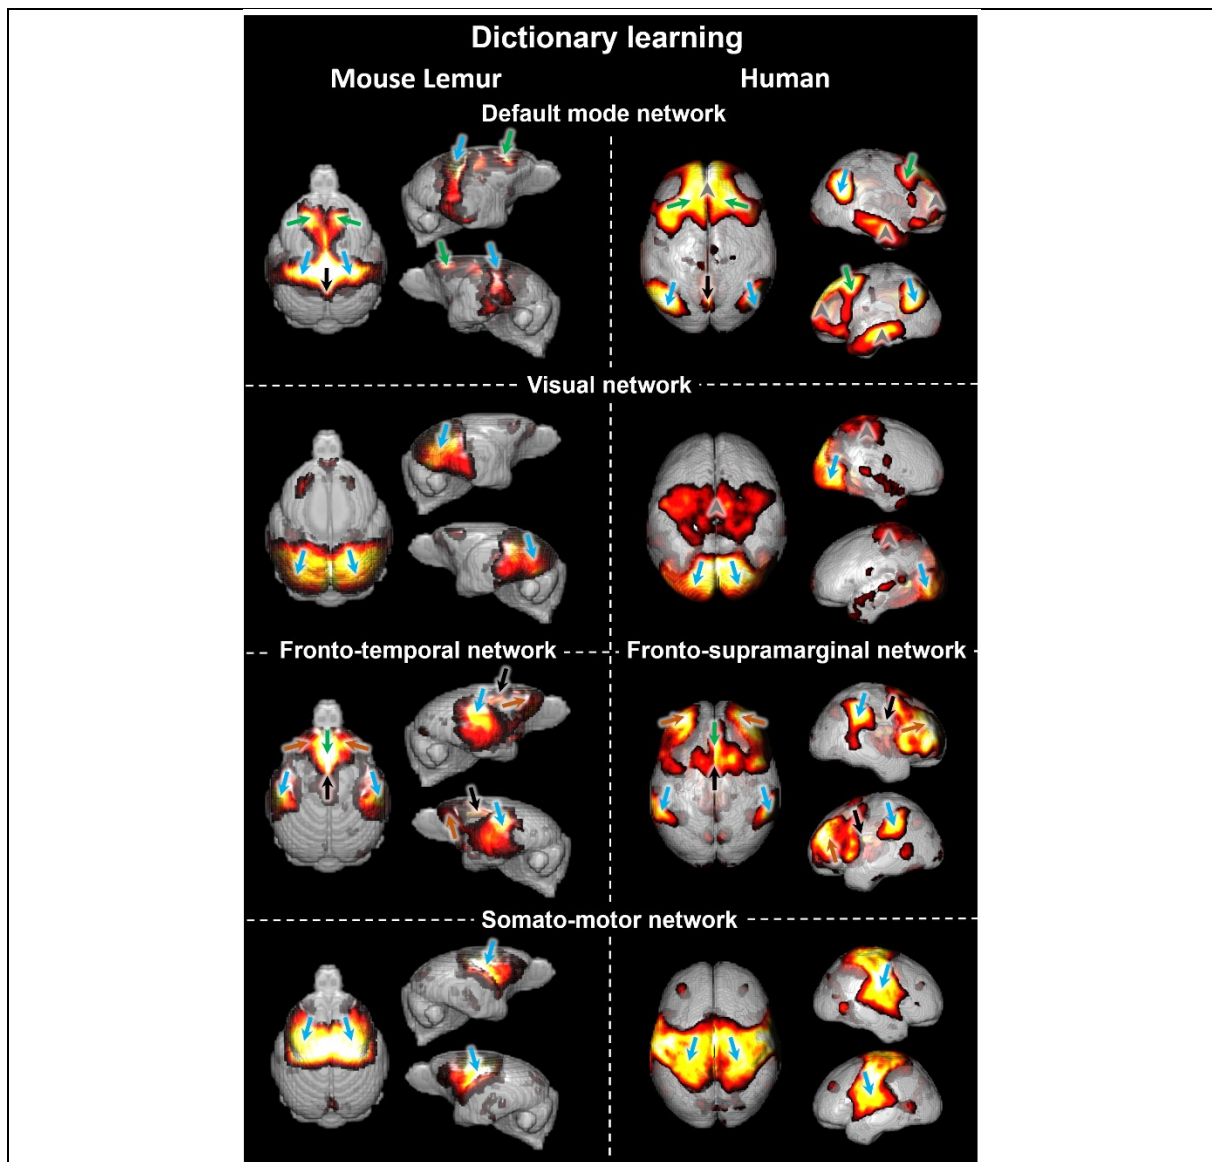 Dictionary learning
Mouse Lemur Human
Default mode network
Visual network
Fronto-temporal network Fronto-supramarginal network
Somato-motor network